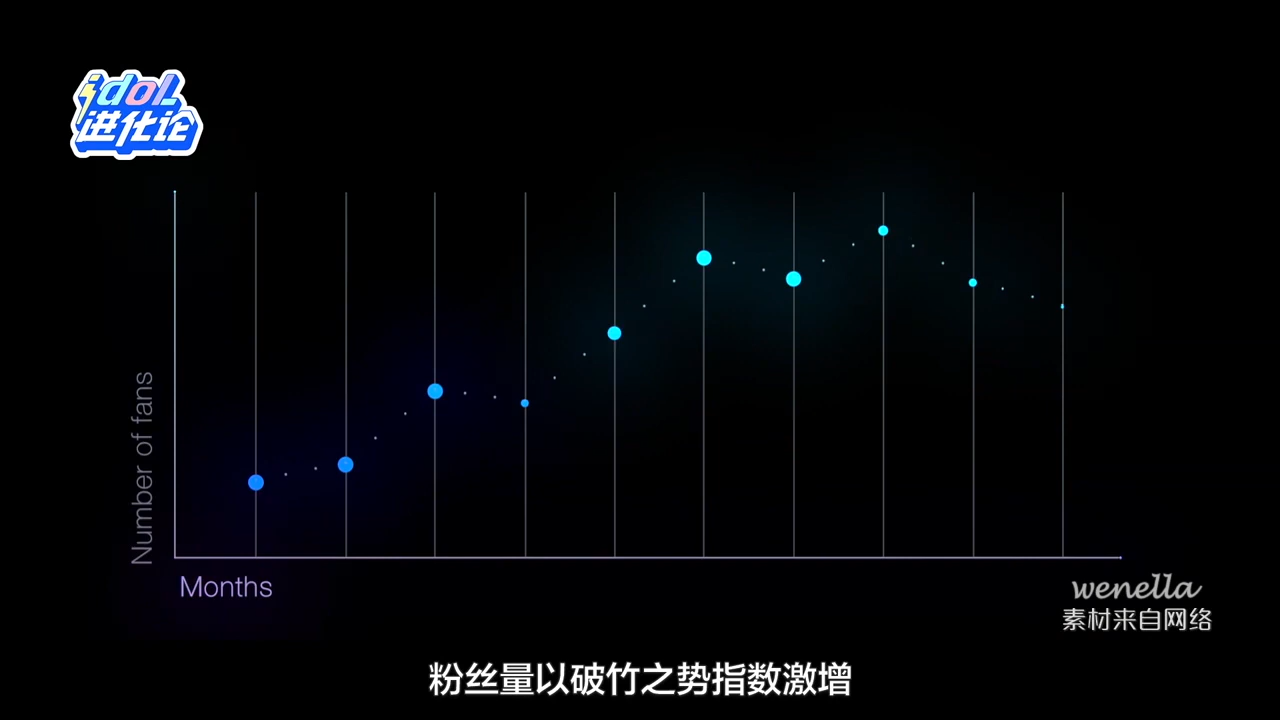 idol
进化论
Number of fans
Months
wenella
素材来自网络
粉丝量以破竹之势指数激增